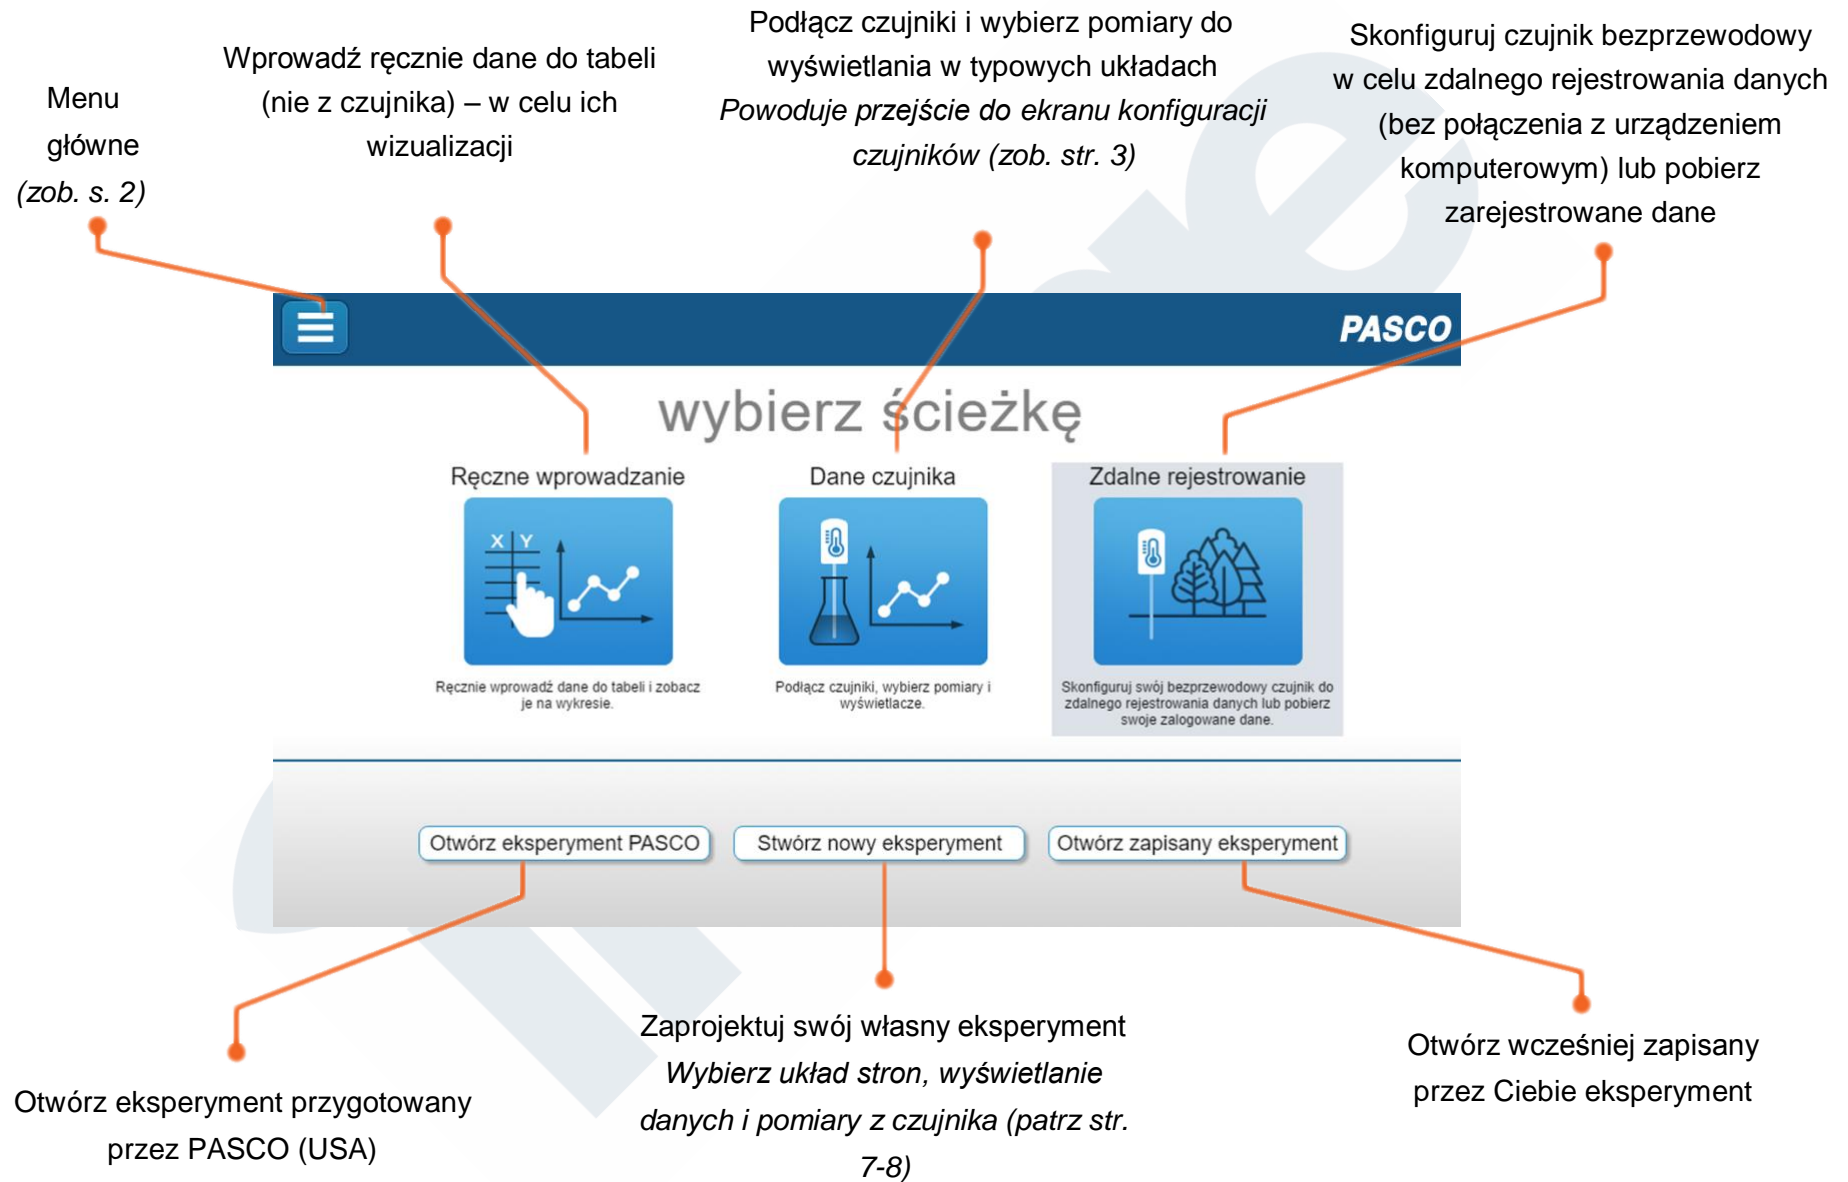 Menu
główne
(zob. s. 2)
Wprowadź ręcznie dane do tabeli
(nie z czujnika) – w celu ich
wizualizacji
Podłącz czujniki i wybierz pomiary do
wyświetlania w typowych układach
Powoduje przejście do ekranu konfiguracji
czujników (zob. str. 3)
Skonfiguruj czujnik bezprzewodowy
w celu zdalnego rejestrowania danych
(bez połączenia z urządzeniem
komputerowym) lub pobierz
zarejestrowane dane
PASCO
wybierz ścieżkę
Ręczne wprowadzanie
X Y
Ręcznie wprowadź dane do tabeli i zobacz
je na wykresie.
Dane czujnika
Podłącz czujniki, wybierz pomiary i
wyświetlacze.
Zdalne rejestrowanie
Skonfiguruj swój bezprzewodowy czujnik do
zdalnego rejestrowania danych lub pobierz
swoje zalogowane dane.
Otwórz eksperyment PASCO
Stwórz nowy eksperyment
Otwórz zapisany eksperyment
Otwórz eksperyment przygotowany
przez PASCO (USA)
Zaprojektuj swój własny eksperyment
Wybierz układ stron, wyświetlanie
danych i pomiary z czujnika (patrz str.
7-8)
Otwórz wcześniej zapisany
przez Ciebie eksperyment